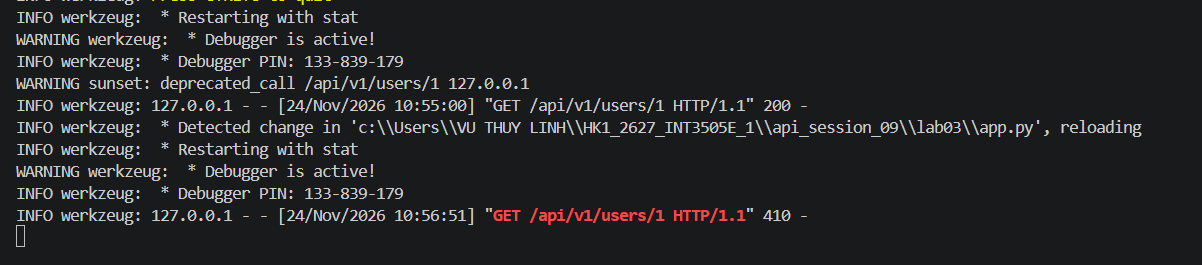 INFO werkzeug:  * Restarting with stat
WARNING werkzeug:  * Debugger is active!
INFO werkzeug:  * Debugger PIN: 133-839-179
WARNING sunset: deprecated_call /api/v1/users/1 127.0.0.1
INFO werkzeug: 127.0.0.1 - - [24/Nov/2026 10:55:00] "GET /api/v1/users/1 HTTP/1.1" 200 -
INFO werkzeug:  * Detected change in 'c:\\Users\\VU THUY LINH\\HK1_2627_INT3505E_1\\api_session_09\\lab03\\app.py', reloading
INFO werkzeug:  * Restarting with stat
WARNING werkzeug:  * Debugger is active!
INFO werkzeug:  * Debugger PIN: 133-839-179
INFO werkzeug: 127.0.0.1 - - [24/Nov/2026 10:56:51] "GET /api/v1/users/1 HTTP/1.1" 410 -